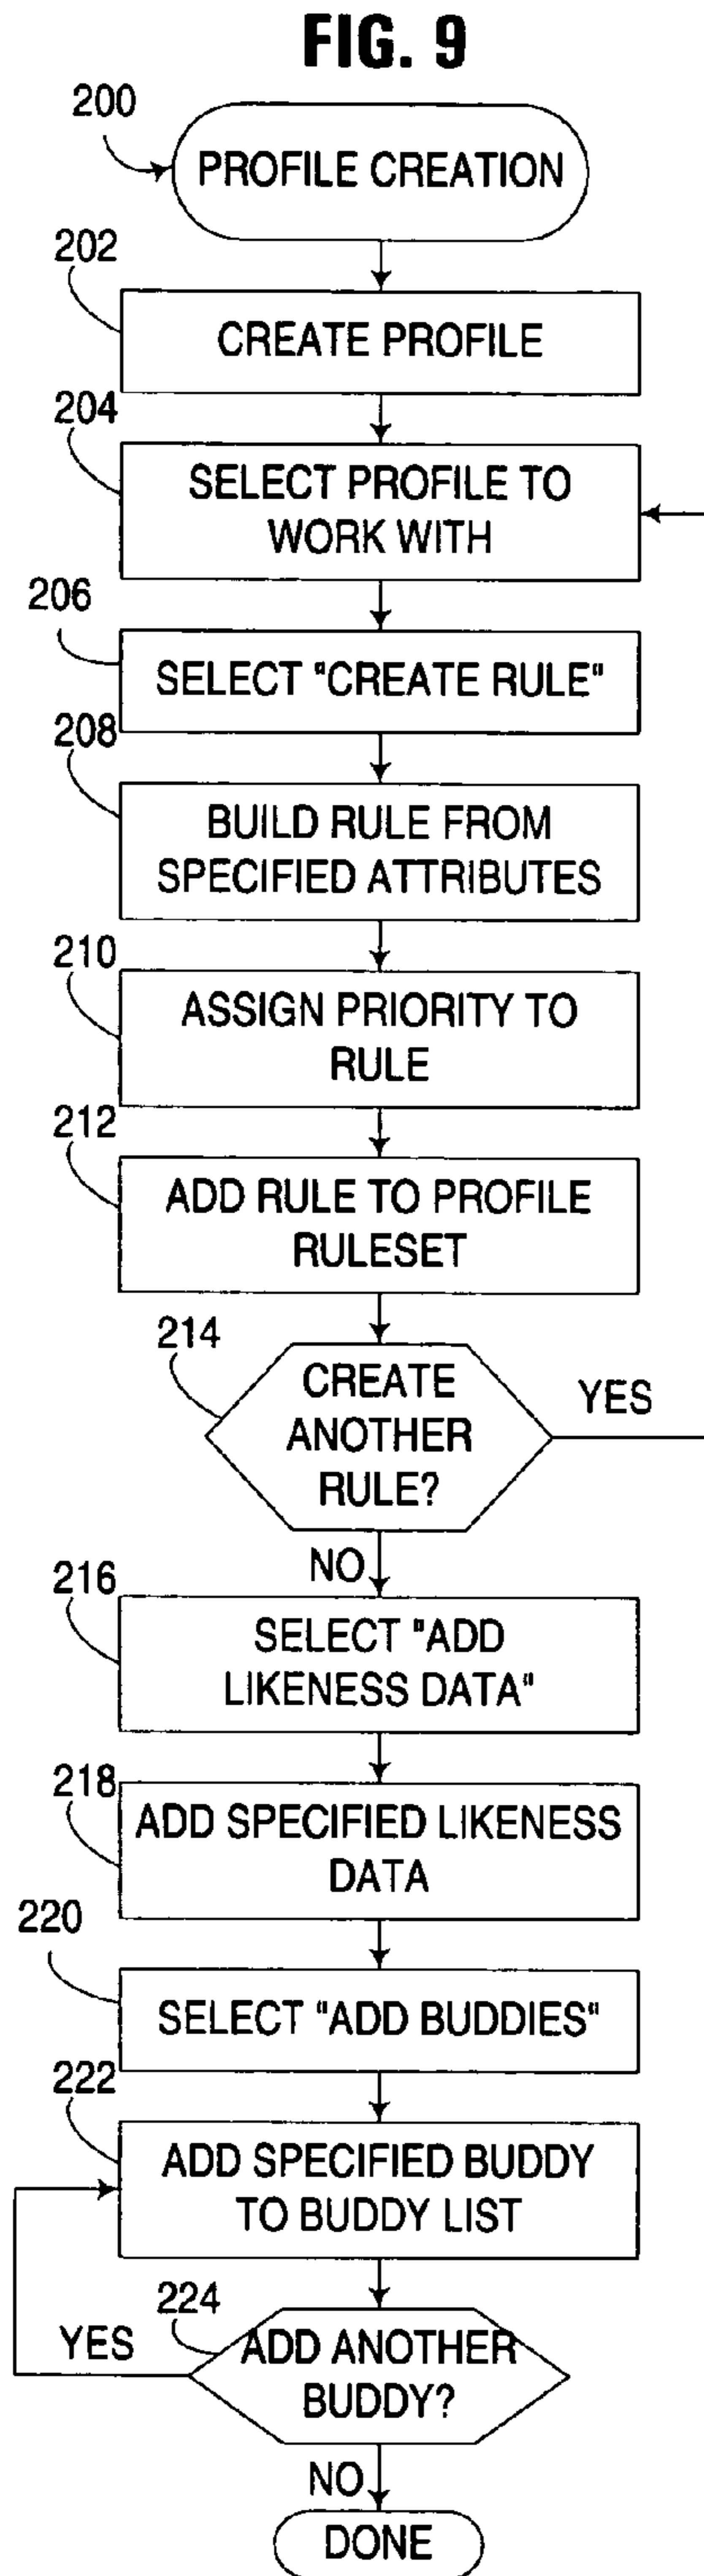 FIG. 9
200
PROFILE CREATION
202
CREATE PROFILE
204
SELECT PROFILE TO
WORK WITH
206
SELECT "CREATE RULE"
208
BUILD RULE FROM
SPECIFIED ATTRIBUTES
210
ASSIGN PRIORITY TO
RULE
212
ADD RULE TO PROFILE
RULESET
214
CREATE
ANOTHER
RULE?
YES
NO
216
SELECT "ADD
LIKENESS DATA"
218
ADD SPECIFIED LIKENESS
DATA
220
SELECT "ADD BUDDIES"
222
ADD SPECIFIED BUDDY
TO BUDDY LIST
224
YES
ADD ANOTHER
BUDDY?
NO
DONE